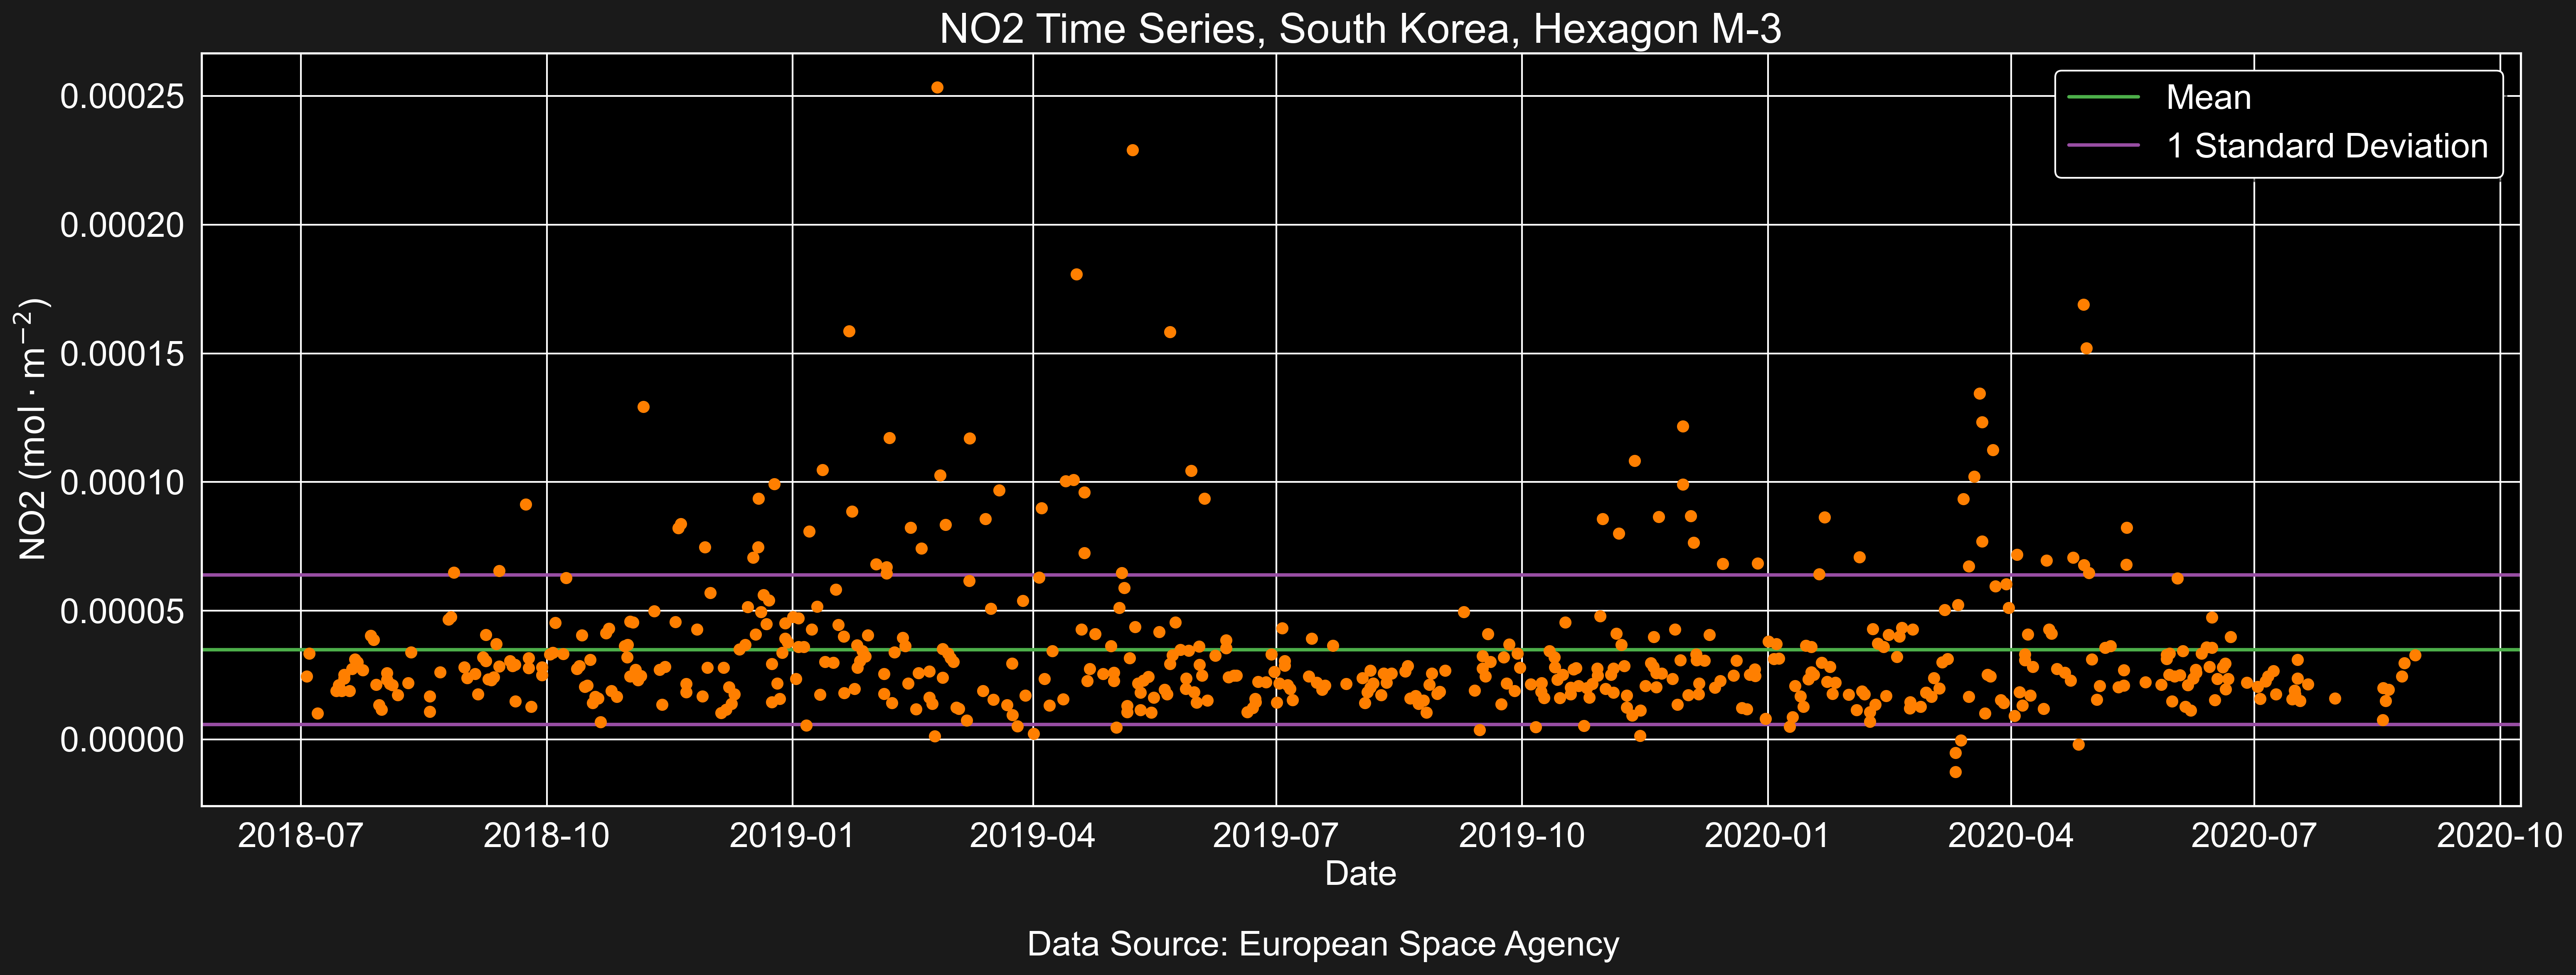 NO2 Time Series, South Korea, Hexagon M-3
0.00025
0.00020
0.00015
0.00010
0.00005
0.00000
NO2 (mol · m⁻²)
Mean
1 Standard Deviation
2018-07 2018-10 2019-01 2019-04 2019-07 2019-10 2020-01 2020-04 2020-07 2020-10
Date
Data Source: European Space Agency